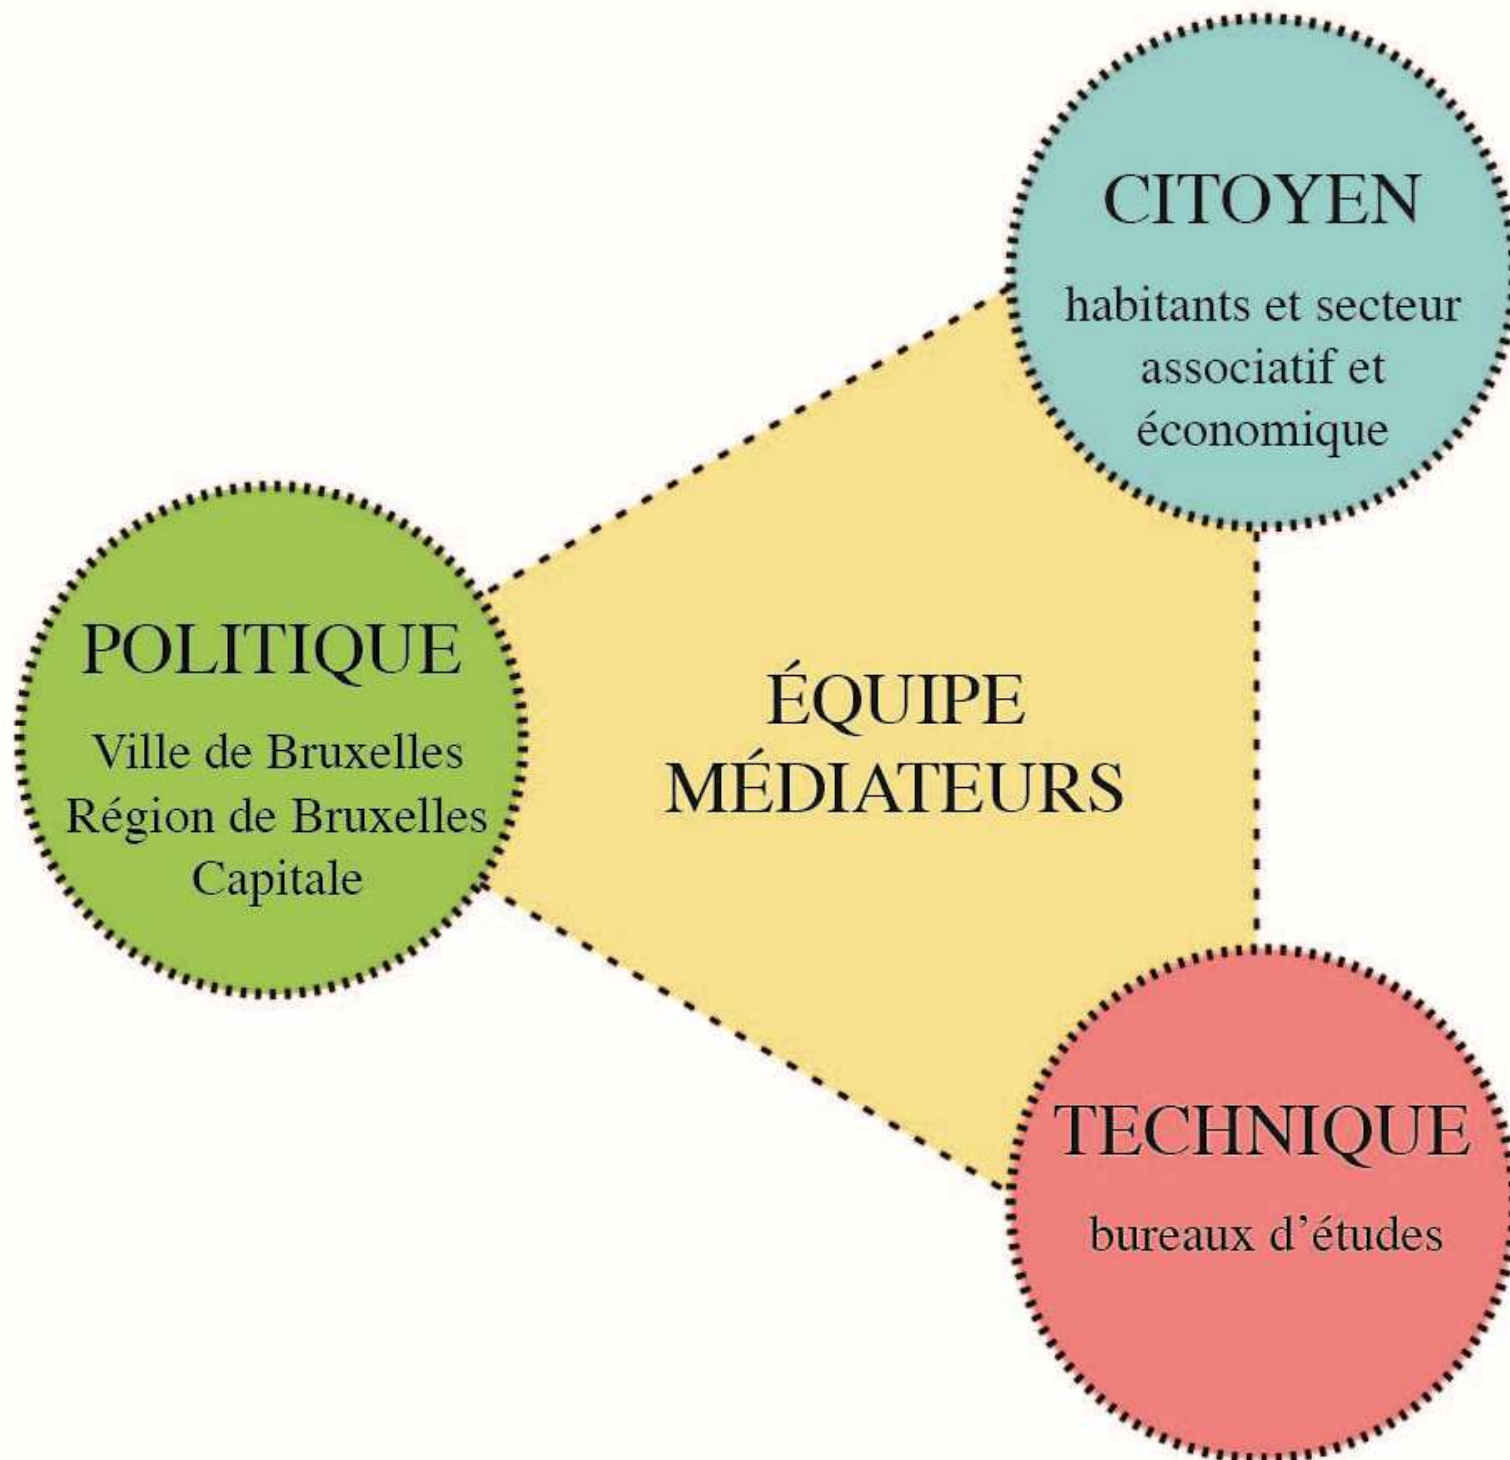 CITOYEN
habitants et secteur
associatif et
économique
POLITIQUE
Ville de Bruxelles
Région de Bruxelles
Capitale
ÉQUIPE
MÉDIATEURS
TECHNIQUE
bureaux d’études